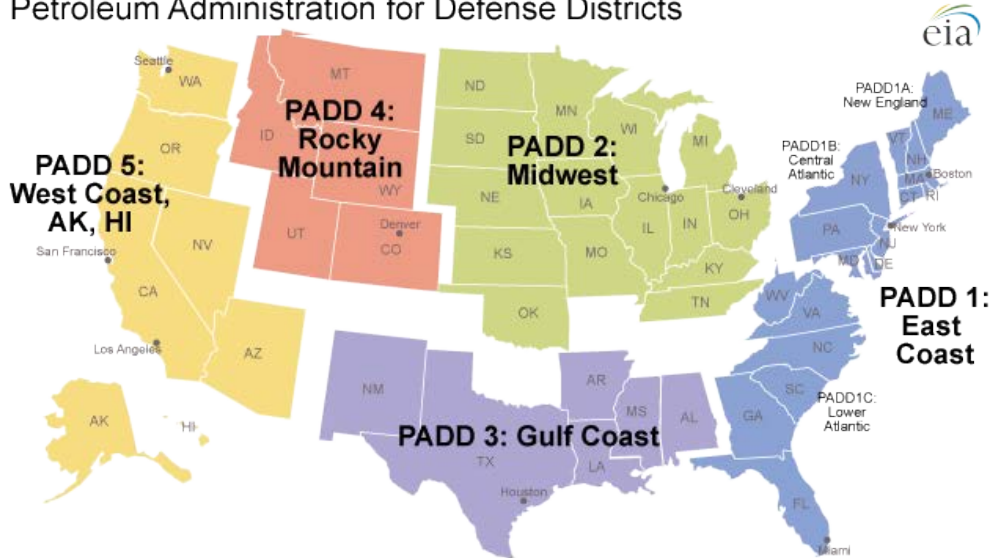 Petroleum Administration for Defense Districts
eia
Seattle
WA
OR
PADD 5:
West Coast,
AK, HI
San Francisco
NV
CA
Los Angeles
AZ
AK
HI
MT
PADD 4:
Rocky
Mountain
ID
WY
UT
Denver
CO
ND
MN
SD
WI
MI
PADD 2:
Midwest
NE
IA
Chicago
Cleveland
IL
IN
OH
KS
MO
KY
OK
TN
PADD1A:
New England
ME
VT
NH
PADD1B:
Central
Atlantic
NY
MA
Boston
CT
RI
PA
New York
NJ
MD
DE
WV
VA
PADD 1:
East
Coast
NC
SC
PADD1C:
Lower
Atlantic
GA
FL
Miami
NM
AR
MS
AL
PADD 3: Gulf Coast
TX
LA
Houston